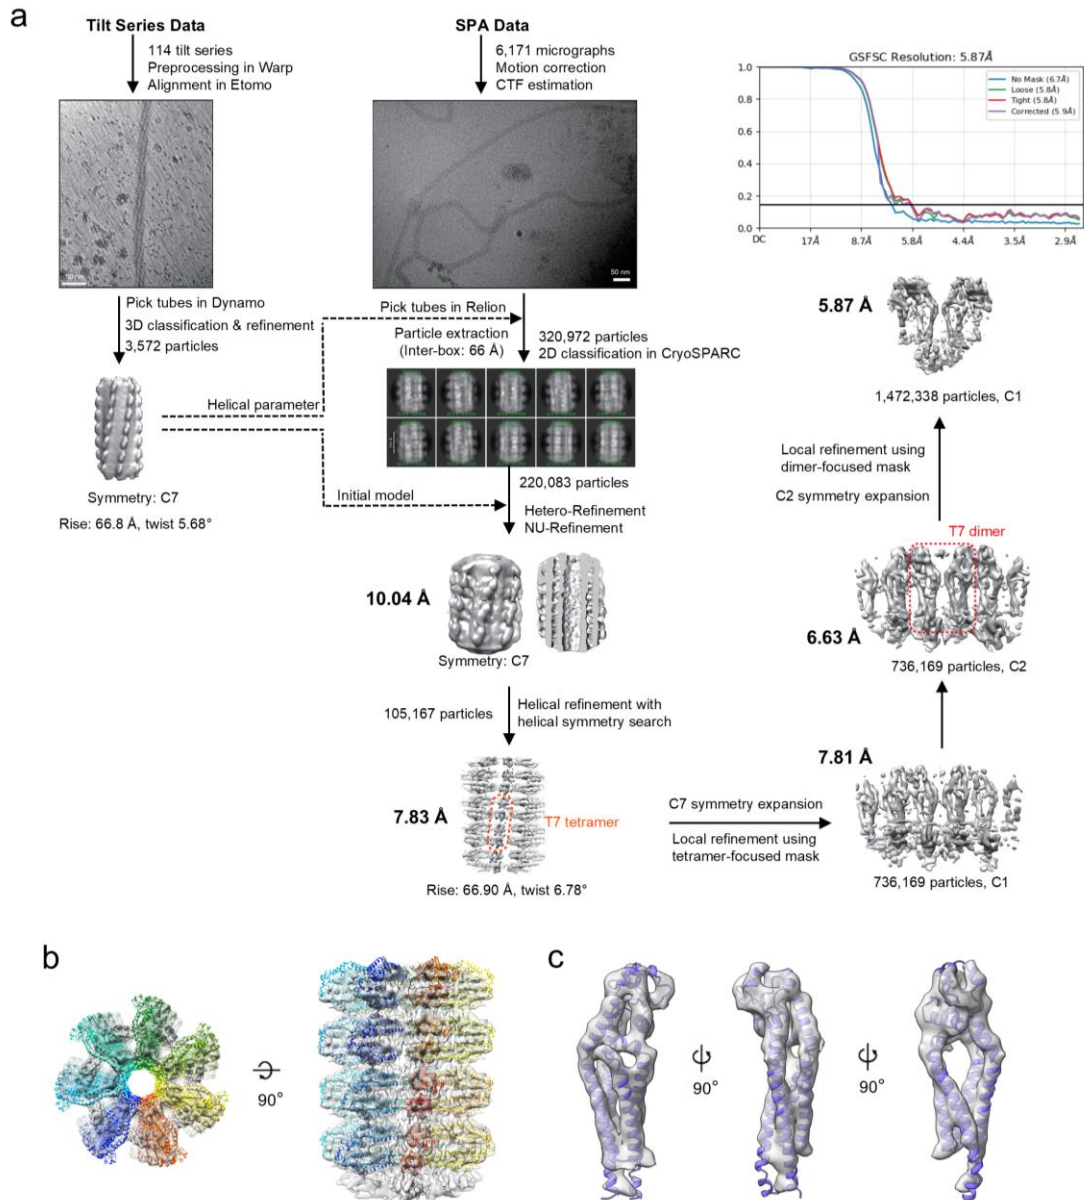 a
Tilt Series Data
114 tilt series
Preprocessing in Warp
Alignment in Etomo
50 nm
Pick tubes in Dynamo
3D classification & refinement
3,572 particles
Symmetry: C7
Rise: 66.8 Å, twist 5.68°
Helical parameter
Initial model
SPA Data
6,171 micrographs
Motion correction
CTF estimation
50 nm
Pick tubes in Relion
Particle extraction
(Inter-box: 66 Å)
320,972 particles
2D classification in CryoSPARC
220,083 particles
Hetero-Refinement
NU-Refinement
10.04 Å
Symmetry: C7
105,167 particles
Helical refinement with
helical symmetry search
7.83 Å
T7 tetramer
Rise: 66.90 Å, twist 6.78°
C7 symmetry expansion
Local refinement using
tetramer-focused mask
7.81 Å
736,169 particles, C1
6.63 Å
T7 dimer
736,169 particles, C2
Local refinement using
dimer-focused mask
C2 symmetry expansion
5.87 Å
1,472,338 particles, C1
GSFSC Resolution: 5.87Å
No Mask (6.7Å)
Loose (5.8Å)
Tight (5.8Å)
Corrected (5.9Å)
1.0
0.8
0.6
0.4
0.2
0.0
DC 17Å 8.7Å 5.8Å 4.4Å 3.5Å 2.9Å
b
90°
c
90°
90°